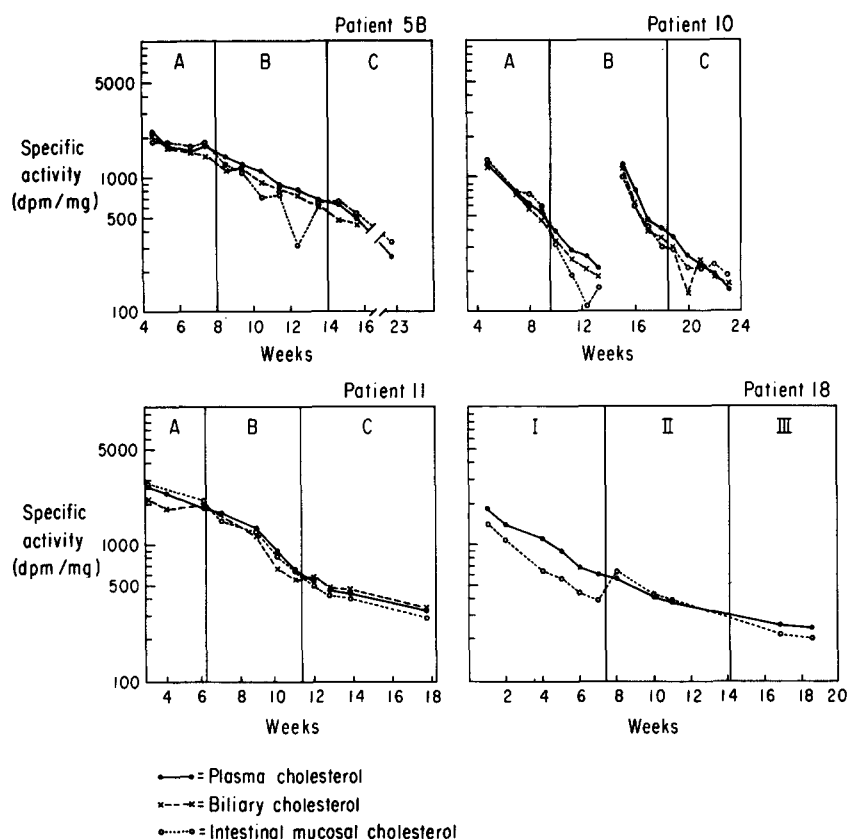 Patient 5B
A B C
Specific
activity
(dpm/mg)
5000
1000
500
100
4 6 8 10 12 14 16 23
Weeks
Patient 10
A B C
4 8 12 16 20 24
Weeks
Patient 11
A B C
Specific
activity
(dpm/mg)
5000
1000
500
100
4 6 8 10 12 14 16 18
Weeks
Patient 18
I II III
2 4 6 8 10 12 14 16 18 20
Weeks
= Plasma cholesterol
= Biliary cholesterol
= Intestinal mucosal cholesterol